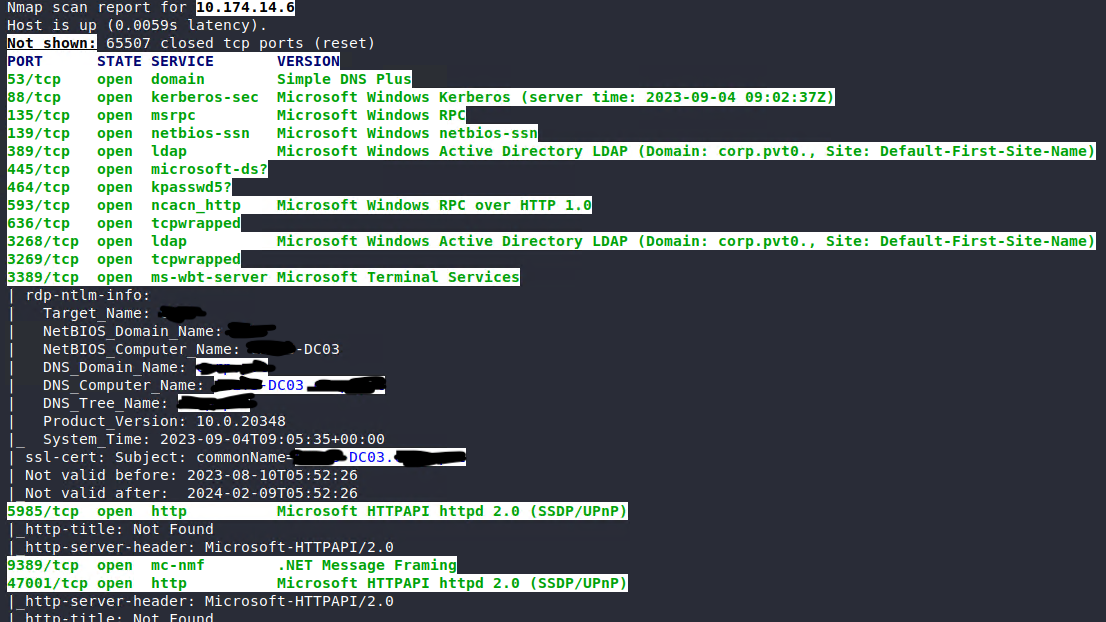 Nmap scan report for 10.174.14.6
Host is up (0.0059s latency).
Not shown: 65507 closed tcp ports (reset)
PORT     STATE SERVICE       VERSION
53/tcp   open  domain        Simple DNS Plus
88/tcp   open  kerberos-sec  Microsoft Windows Kerberos (server time: 2023-09-04 09:02:37Z)
135/tcp  open  msrpc         Microsoft Windows RPC
139/tcp  open  netbios-ssn   Microsoft Windows netbios-ssn
389/tcp  open  ldap          Microsoft Windows Active Directory LDAP (Domain: corp.pvt0., Site: Default-First-Site-Name)
445/tcp  open  microsoft-ds?
464/tcp  open  kpasswd5?
593/tcp  open  ncacn_http    Microsoft Windows RPC over HTTP 1.0
636/tcp  open  tcpwrapped
3268/tcp open  ldap          Microsoft Windows Active Directory LDAP (Domain: corp.pvt0., Site: Default-First-Site-Name)
3269/tcp open  tcpwrapped
3389/tcp open  ms-wbt-server Microsoft Terminal Services
| rdp-ntlm-info:
|   Target_Name:
|   NetBIOS_Domain_Name:
|   NetBIOS_Computer_Name: -DC03
|   DNS_Domain_Name:
|   DNS_Computer_Name: -DC03
|   DNS_Tree_Name:
|   Product_Version: 10.0.20348
|_  System_Time: 2023-09-04T09:05:35+00:00
| ssl-cert: Subject: commonName= DC03.
| Not valid before: 2023-08-10T05:52:26
|_Not valid after:  2024-02-09T05:52:26
5985/tcp  open  http          Microsoft HTTPAPI httpd 2.0 (SSDP/UPnP)
|_http-title: Not Found
|_http-server-header: Microsoft-HTTPAPI/2.0
9389/tcp  open  mc-nmf        .NET Message Framing
47001/tcp open  http          Microsoft HTTPAPI httpd 2.0 (SSDP/UPnP)
|_http-server-header: Microsoft-HTTPAPI/2.0
|_http-title: Not Found